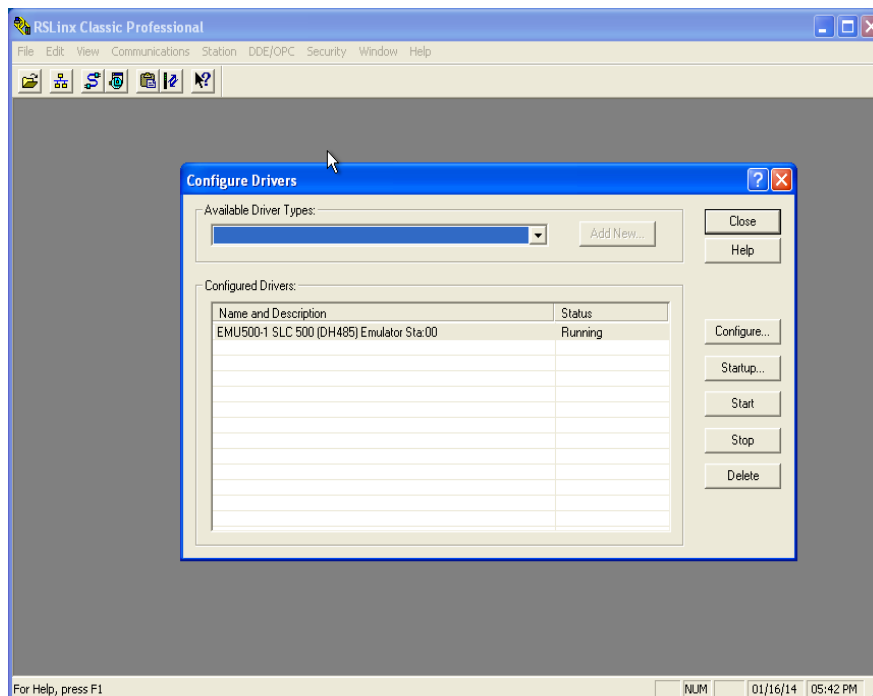 RSLinx Classic Professional
File Edit View Communications Station DDE/OPC Security Window Help
Configure Drivers
Available Driver Types:
Add New...
Close
Help
Configured Drivers:
Name and Description Status
EMU500-1 SLC 500 (DH485) Emulator Sta:00 Running
Configure...
Startup...
Start
Stop
Delete
For Help, press F1 NUM 01/16/14 05:42 PM